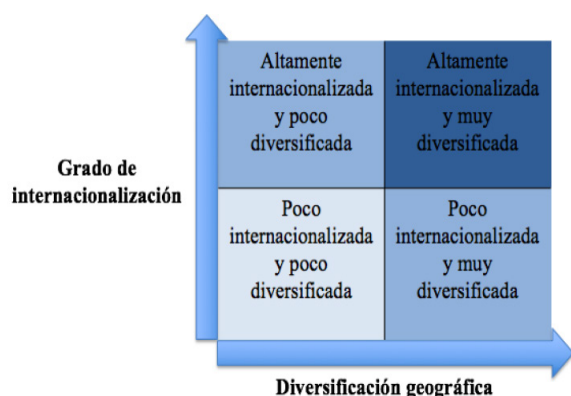 Altamente
internacionalizada
y poco
diversificada
Altamente
internacionalizada
y muy
diversificada
Grado de
internacionalización
Poco
internacionalizada
y poco
diversificada
Poco
internacionalizada
y muy
diversificada
Diversificación geográfica